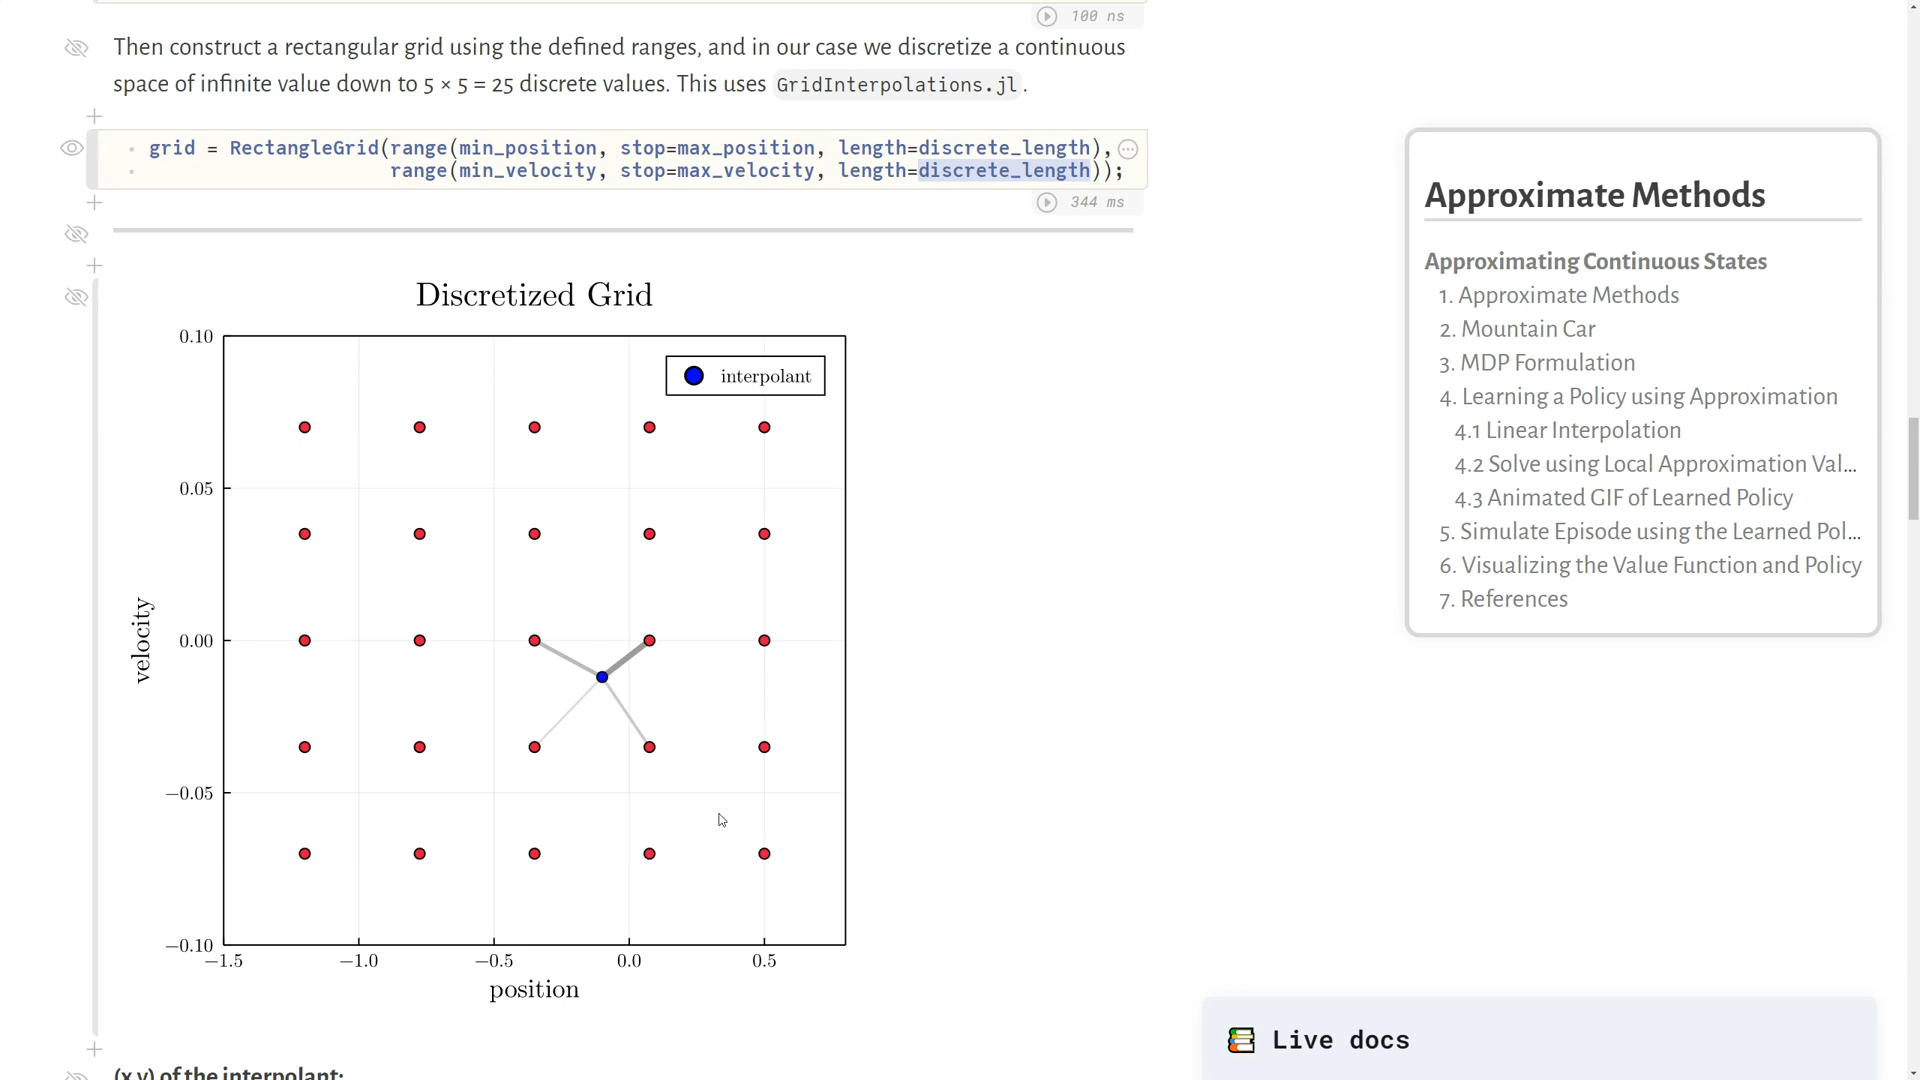 100 ns
Then construct a rectangular grid using the defined ranges, and in our case we discretize a continuous
space of infinite value down to 5 × 5 = 25 discrete values. This uses GridInterpolations.jl.
grid = RectangleGrid(range(min_position, stop=max_position, length=discrete_length),
range(min_velocity, stop=max_velocity, length=discrete_length));
344 ms
Discretized Grid
interpolant
0.10
0.05
0.00
−0.05
−0.10
velocity
−1.5 −1.0 −0.5 0.0 0.5
position
(x,y) of the interpolant:
Approximate Methods
Approximating Continuous States
1. Approximate Methods
2. Mountain Car
3. MDP Formulation
4. Learning a Policy using Approximation
4.1 Linear Interpolation
4.2 Solve using Local Approximation Val...
4.3 Animated GIF of Learned Policy
5. Simulate Episode using the Learned Pol...
6. Visualizing the Value Function and Policy
7. References
Live docs